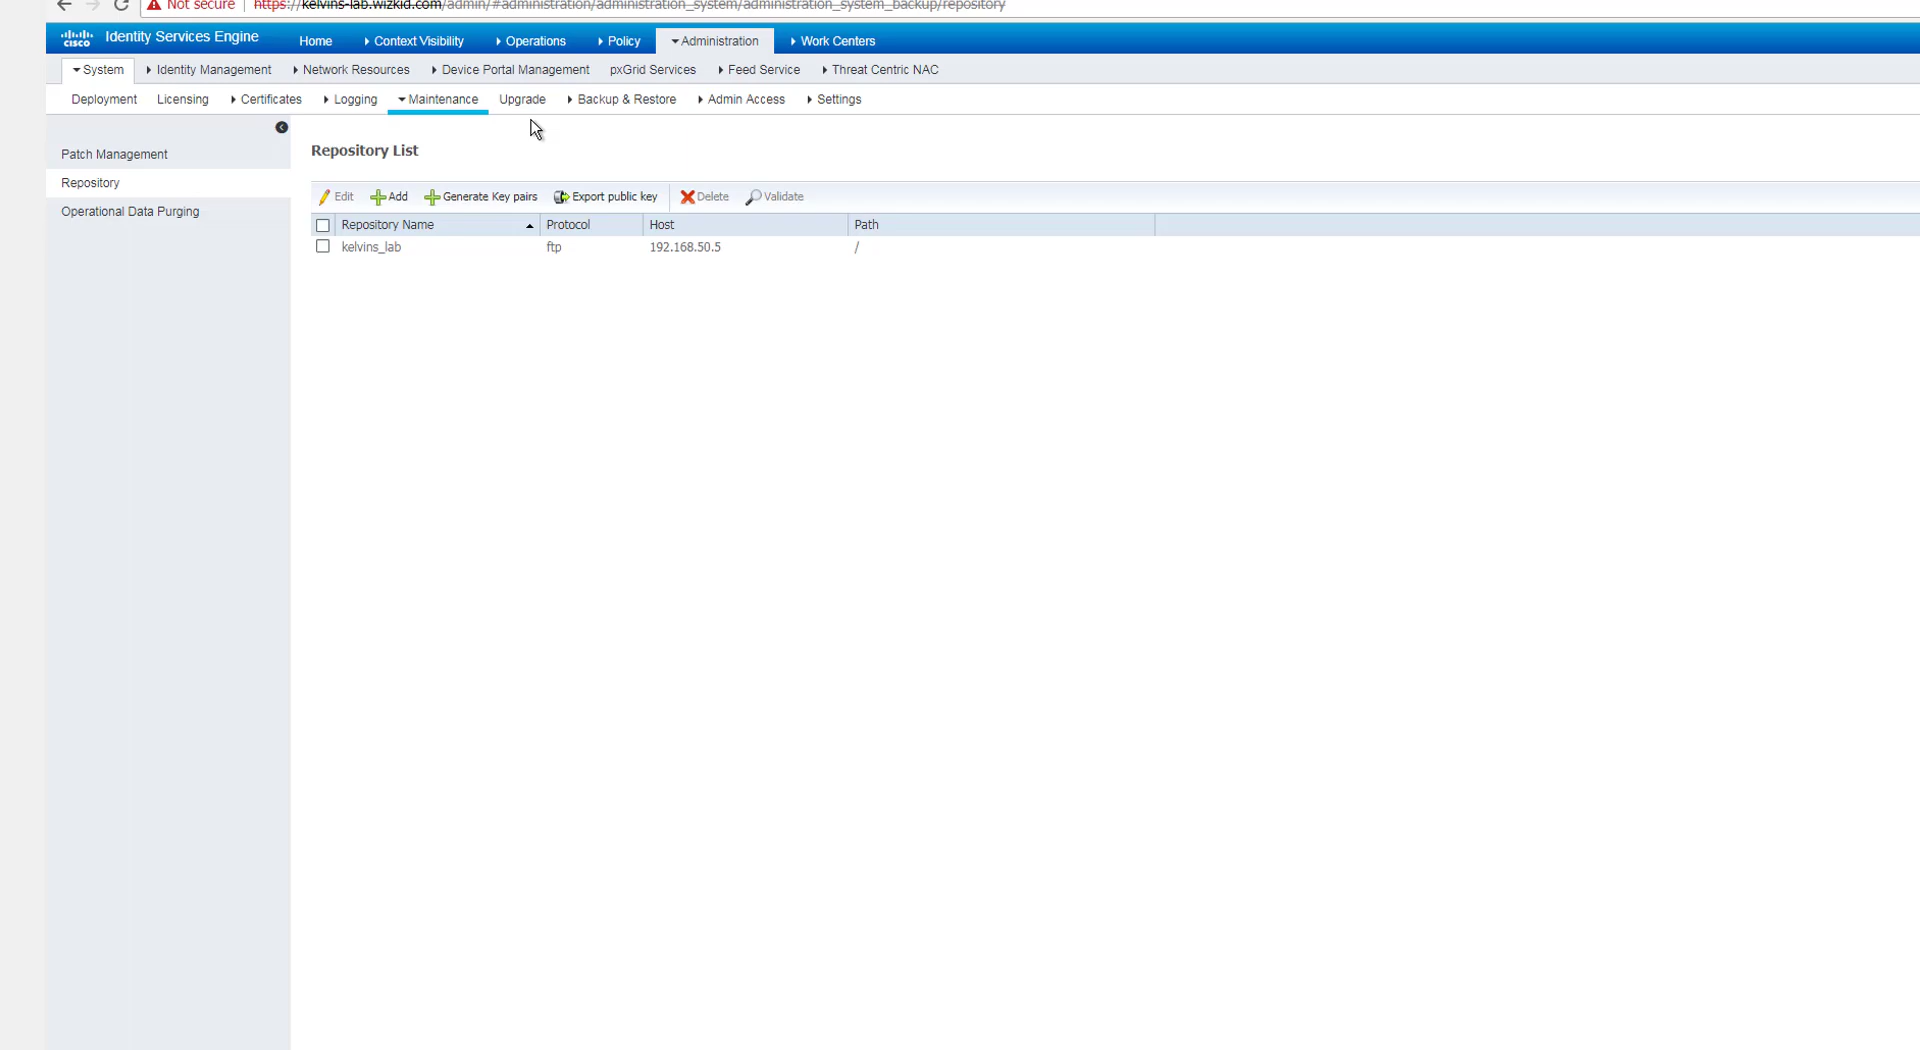 Not secure https://kelvins-lab.wizkid.com/admin/#administration/administration_system/administration_system_backup/repository
cisco Identity Services Engine Home Context Visibility Operations Policy Administration Work Centers
System Identity Management Network Resources Device Portal Management pxGrid Services Feed Service Threat Centric NAC
Deployment Licensing Certificates Logging Maintenance Upgrade Backup & Restore Admin Access Settings
Patch Management
Repository
Operational Data Purging
Repository List
Edit Add Generate Key pairs Export public key Delete Validate
Repository Name Protocol Host Path
kelvins_lab ftp 192.168.50.5 /